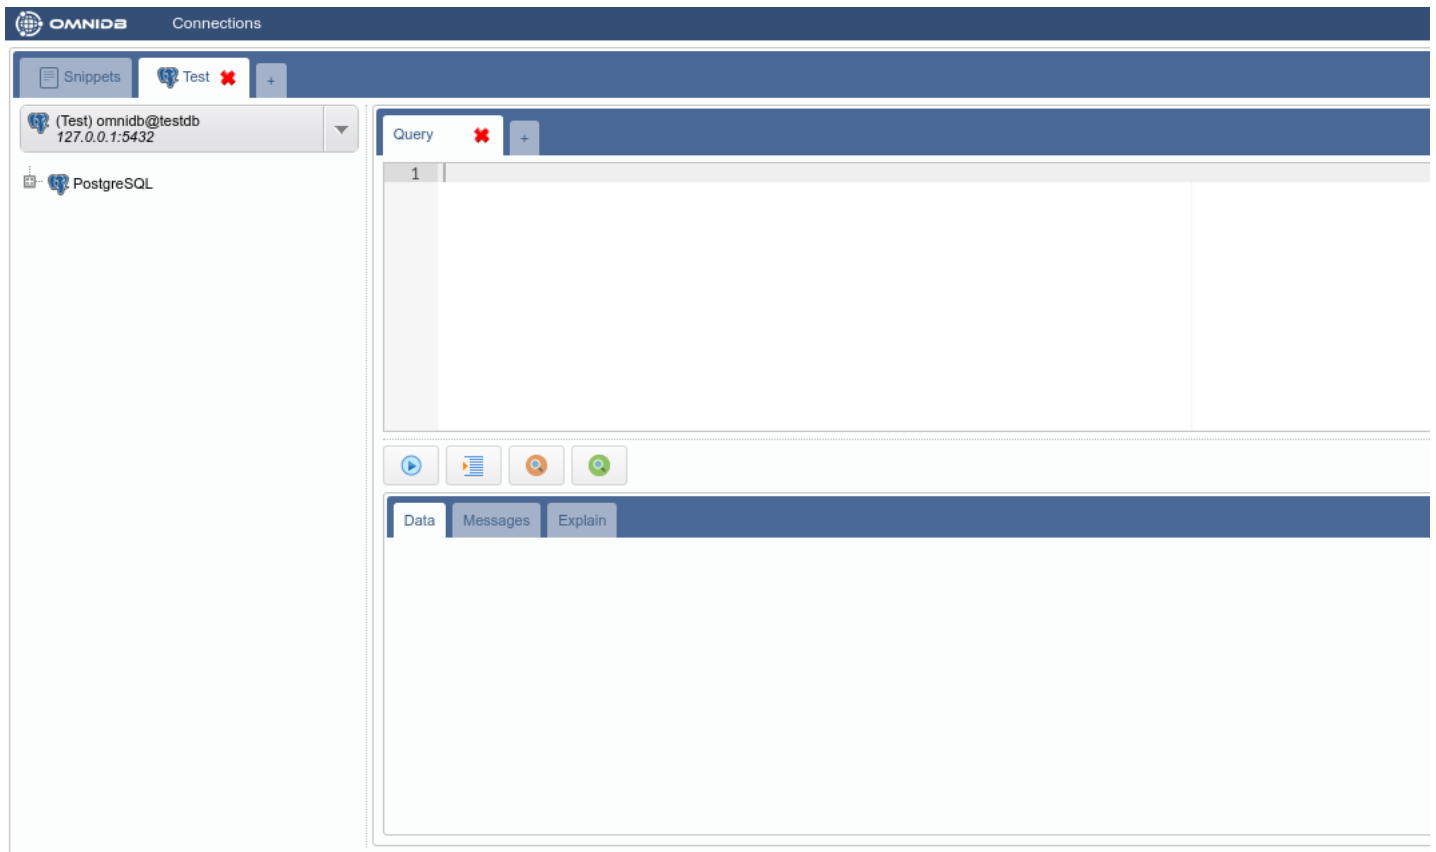 OMNIDB Connections
Snippets Test +
(Test) omnidb@testdb
127.0.0.1:5432
PostgreSQL
Query +
1
Data Messages Explain